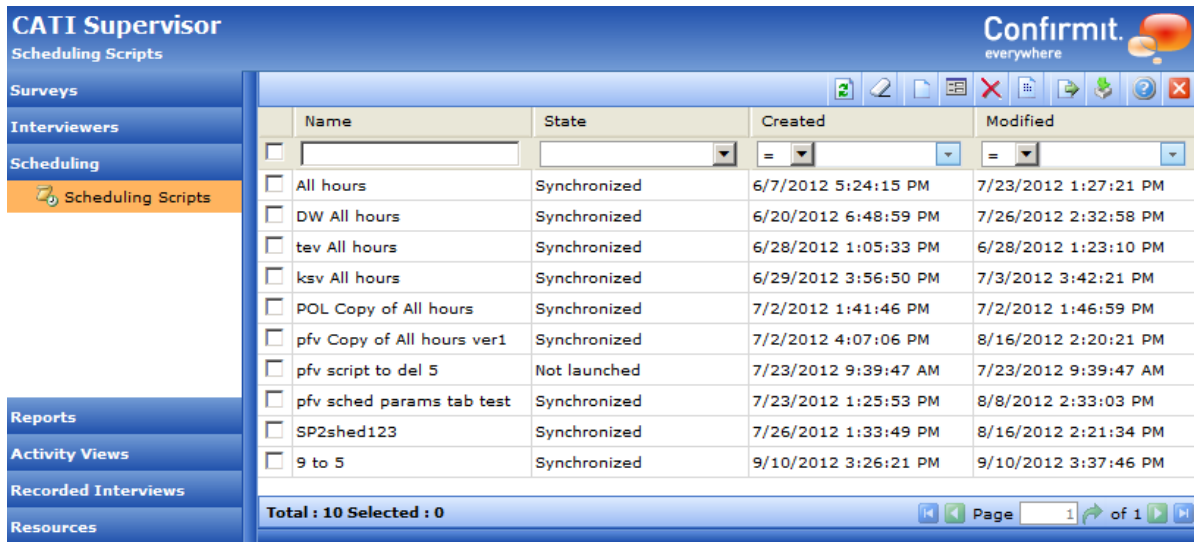 CATI Supervisor
Scheduling Scripts
Confirmit.
everywhere
Surveys
Interviewers
Scheduling
Scheduling Scripts
Reports
Activity Views
Recorded Interviews
Resources
Name State Created Modified
= =
All hours Synchronized 6/7/2012 5:24:15 PM 7/23/2012 1:27:21 PM
DW All hours Synchronized 6/20/2012 6:48:59 PM 7/26/2012 2:32:58 PM
tev All hours Synchronized 6/28/2012 1:05:33 PM 6/28/2012 1:23:10 PM
ksv All hours Synchronized 6/29/2012 3:56:50 PM 7/3/2012 3:42:21 PM
POL Copy of All hours Synchronized 7/2/2012 1:41:46 PM 7/2/2012 1:46:59 PM
pfv Copy of All hours ver1 Synchronized 7/2/2012 4:07:06 PM 8/16/2012 2:20:21 PM
pfv script to del 5 Not launched 7/23/2012 9:39:47 AM 7/23/2012 9:39:47 AM
pfv sched params tab test Synchronized 7/23/2012 1:25:53 PM 8/8/2012 2:33:03 PM
SP2shed123 Synchronized 7/26/2012 1:33:49 PM 8/16/2012 2:21:34 PM
9 to 5 Synchronized 9/10/2012 3:26:21 PM 9/10/2012 3:37:46 PM
Total : 10 Selected : 0 Page 1 of 1